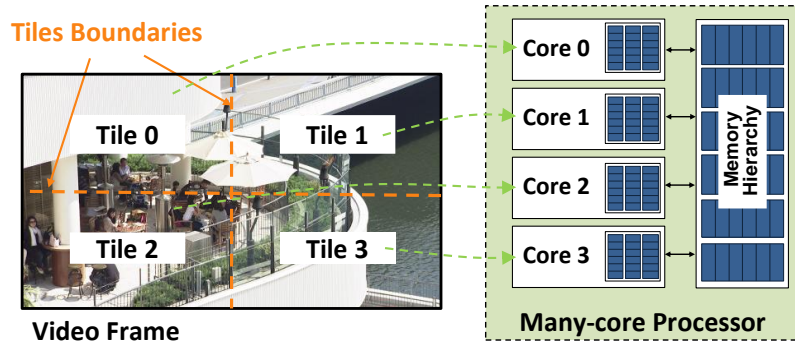 Tiles Boundaries
Tile 0
Tile 1
Tile 2
Tile 3
Video Frame
Core 0
Core 1
Core 2
Core 3
Memory
Hierarchy
Many-core Processor